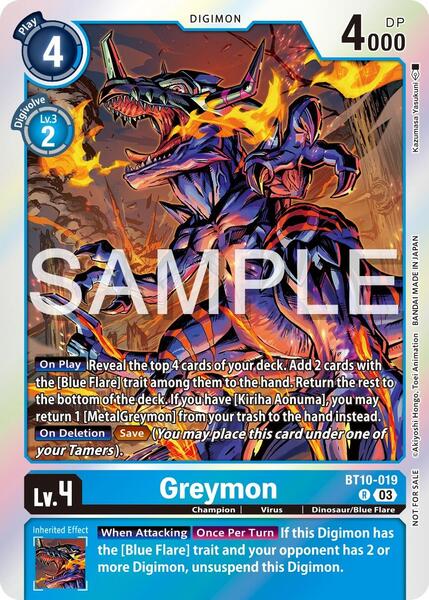 Play
4
DIGIMON
4000
DP
Digivolve
Lv.3
2
Kazumasa Yasukuni
SAMPLE
On Play Reveal the top 4 cards of your deck. Add 2 cards with
the [Blue Flare] trait among them to the hand. Return the rest to
the bottom of the deck. If you have [Kiriha Aonuma], you may
return 1 [MetalGreymon] from your trash to the hand instead.
On Deletion Save (You may place this card under one of
your Tamers).
©Akiyoshi Hongo, Toei Animation BANDAI MADE IN JAPAN
NOT FOR SALE
Lv.4
Greymon
BT10-019
R 03
Champion | Virus | Dinosaur/Blue Flare
Inherited Effect
When Attacking Once Per Turn If this Digimon has
the [Blue Flare] trait and your opponent has 2 or
more Digimon, unsuspend this Digimon.